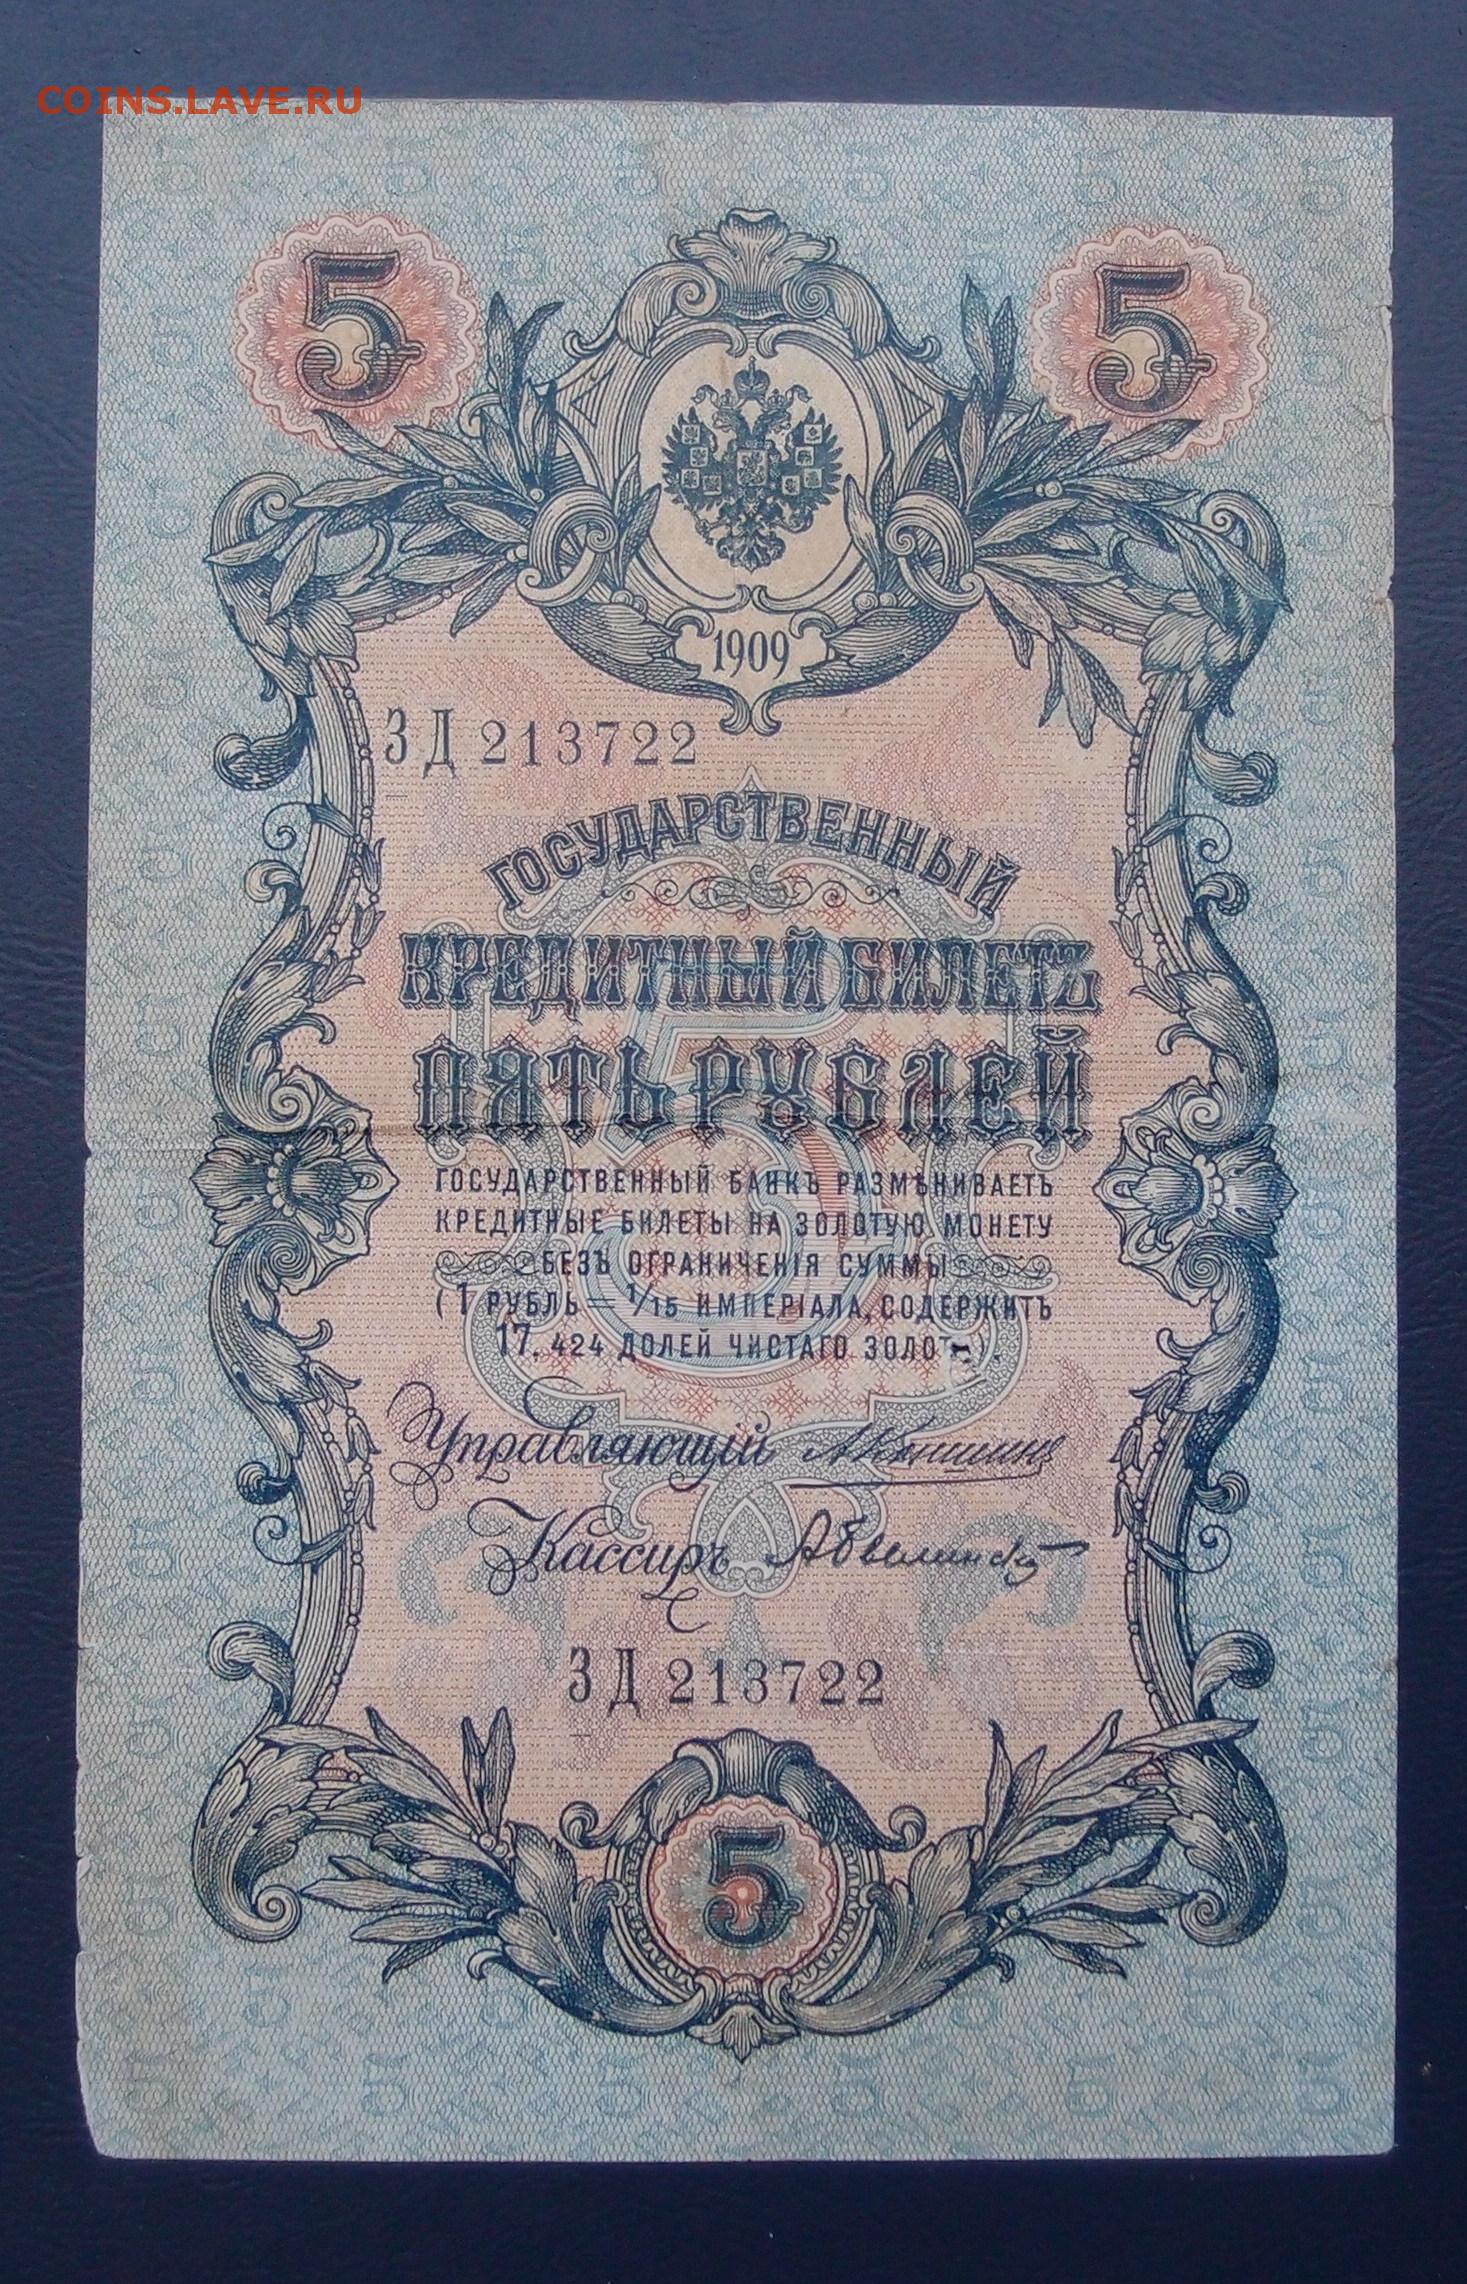 COINS.LAVE.RU
5 5
1909
ЗД 213722
ГОСУДАРСТВЕННЫЙ
КРЕДИТНЫЙ БИЛЕТЪ
ПЯТЬ РУБЛЕЙ
ГОСУДАРСТВЕННЫЙ БАНКЪ РАЗМѢНИВАЕТЪ
КРЕДИТНЫЕ БИЛЕТЫ НА ЗОЛОТУЮ МОНЕТУ
БЕЗЪ ОГРАНИЧЕНІЯ СУММЫ
(1 РУБЛЬ = 1/15 ИМПЕРІАЛА, СОДЕРЖИТЪ
17,424 ДОЛЕЙ ЧИСТАГО ЗОЛОТА).
Управляющій АКоншинъ
Кассиръ
ЗД 213722
5